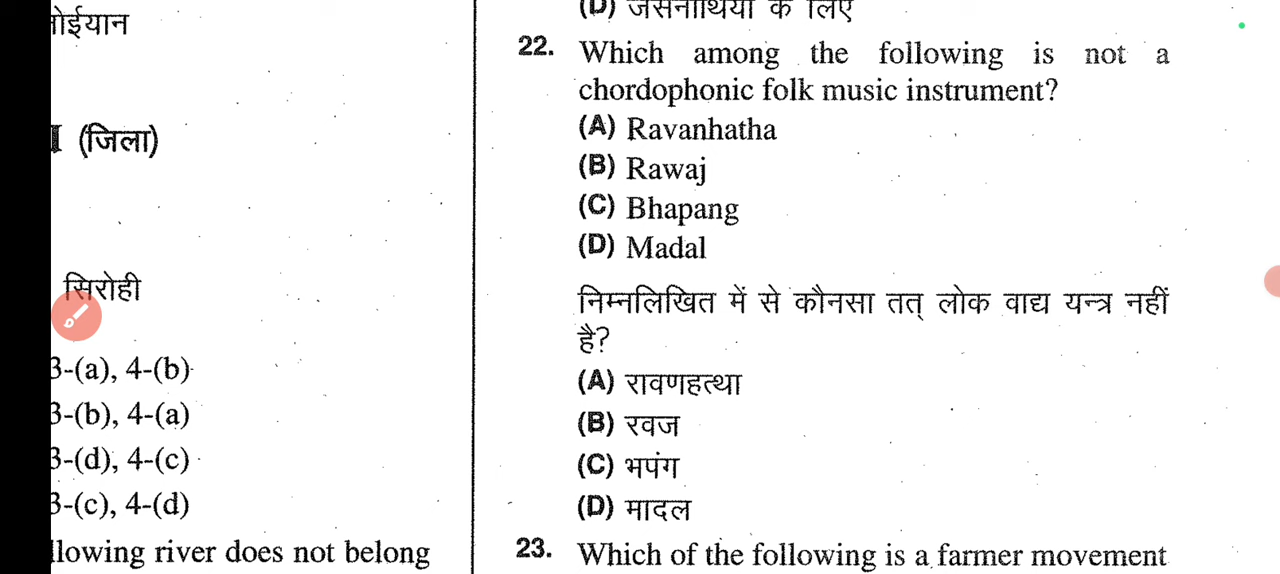 (जिला)
सिरोही
3-(a), 4-(b)
3-(b), 4-(a)
3-(d), 4-(c)
3-(c), 4-(d)
river does not belong
(D) जसनाथियों के लिए
22. Which among the following is not a
chordophonic folk music instrument?
(A) Ravanhatha
(B) Rawaj
(C) Bhapang
(D) Madal
निम्नलिखित में से कौनसा तत् लोक वाद्य यन्त्र नहीं
है?
(A) रावणहत्था
(B) रवज
(C) भपंग
(D) मादल
23. Which of the following is a farmer movement